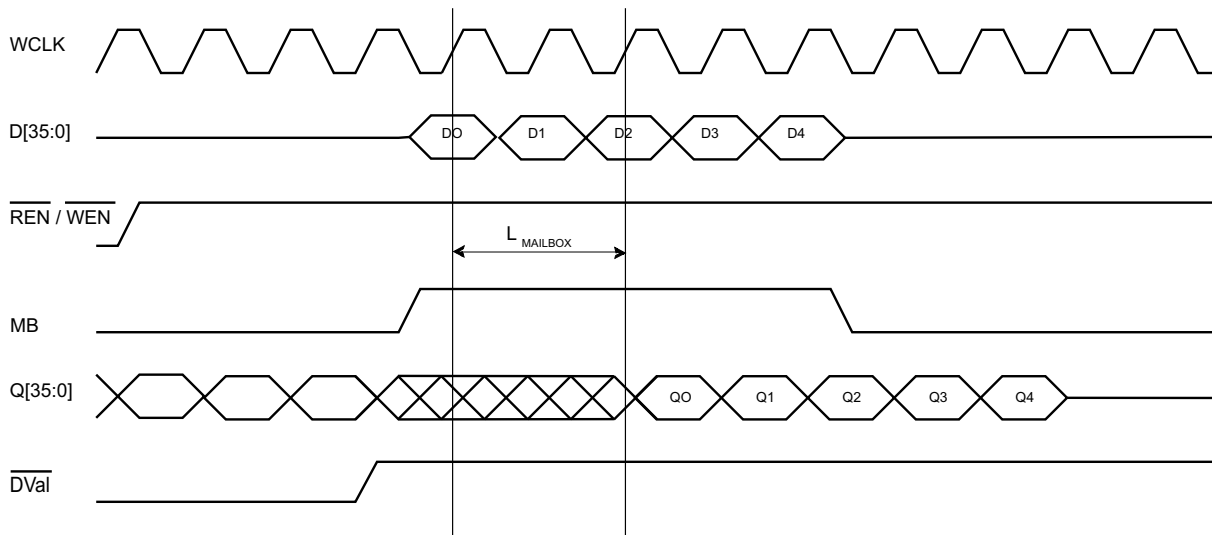 WCLK
D[35:0]
DO D1 D2 D3 D4
REN / WEN
L MAILBOX
MB
Q[35:0]
QO Q1 Q2 Q3 Q4
DVal